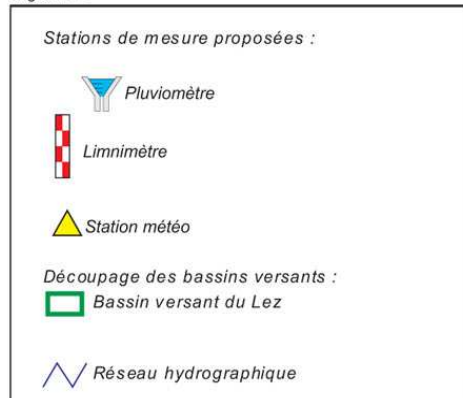 Stations de mesure proposées :
Pluviomètre
Limnimètre
Station météo
Découpage des bassins versants :
Bassin versant du Lez
Réseau hydrographique